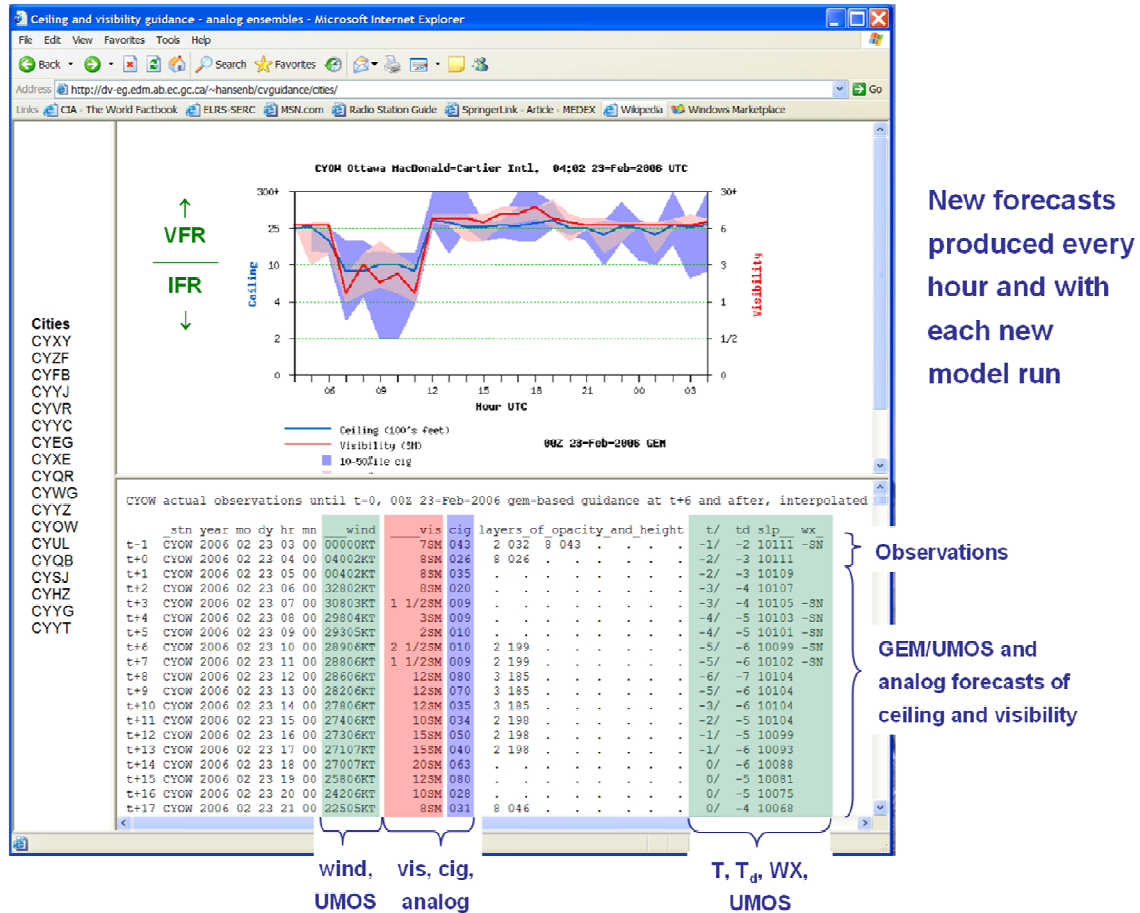 Ceiling and visibility guidance - analog ensembles - Microsoft Internet Explorer
File Edit View Favorites Tools Help
Back Search Favorites
Address http://dv-eg.edm.ab.ec.gc.ca/~hansenb/cvguidance/cities/ Go
Links CIA - The World Factbook ELRS-SERC MSN.com Radio Station Guide SpringerLink - Article - MEDEX Wikipedia Windows Marketplace
Cities
CYXY
CYZF
CYFB
CYYJ
CYVR
CYYC
CYEG
CYXE
CYQR
CYWG
CYYZ
CYOW
CYUL
CYQB
CYSJ
CYHZ
CYYG
CYYT
CYOW Ottawa MacDonald-Cartier Intl, 04:02 23-Feb-2006 UTC
↑
VFR
IFR
↓
Ceiling
300+
25
10
4
2
0
30+
6
3
1
1/2
0
Visibility
06 09 12 15 18 21 00 03
Hour UTC
Ceiling (100's feet)
Visibility (SM)
10-50%ile cig
00Z 23-Feb-2006 GEM
New forecasts
produced every
hour and with
each new
model run
CYOW actual observations until t=0, 00Z 23-Feb-2006 gem-based guidance at t+6 and after, interpolated
_stn year mo dy hr mn ___wind ____vis cig layers_of_opacity_and_height t/ td slp__ wx_
t-1 CYOW 2006 02 23 03 00 00000KT 7SM 043 2 032 8 043 . . . . -1/ -2 10111 -SN
t+0 CYOW 2006 02 23 04 00 04002KT 8SM 026 8 026 . . . . . . -2/ -3 10111
t+1 CYOW 2006 02 23 05 00 00402KT 8SM 035 . . . . . . . . -2/ -3 10109
t+2 CYOW 2006 02 23 06 00 32802KT 8SM 020 . . . . . . . . -3/ -4 10107
t+3 CYOW 2006 02 23 07 00 30803KT 1 1/2SM 009 . . . . . . . . -3/ -4 10105 -SN
t+4 CYOW 2006 02 23 08 00 29804KT 3SM 009 . . . . . . . . -4/ -5 10103 -SN
t+5 CYOW 2006 02 23 09 00 29305KT 2SM 010 . . . . . . . . -4/ -5 10101 -SN
t+6 CYOW 2006 02 23 10 00 28906KT 2 1/2SM 010 2 199 . . . . . . -5/ -6 10099 -SN
t+7 CYOW 2006 02 23 11 00 28806KT 1 1/2SM 009 2 199 . . . . . . -5/ -6 10102 -SN
t+8 CYOW 2006 02 23 12 00 28606KT 12SM 080 3 185 . . . . . . -6/ -7 10104
t+9 CYOW 2006 02 23 13 00 28206KT 12SM 070 3 185 . . . . . . -5/ -6 10104
t+10 CYOW 2006 02 23 14 00 27806KT 12SM 035 3 185 . . . . . . -3/ -6 10104
t+11 CYOW 2006 02 23 15 00 27406KT 10SM 034 2 198 . . . . . . -2/ -5 10104
t+12 CYOW 2006 02 23 16 00 27306KT 15SM 050 2 198 . . . . . . -1/ -5 10099
t+13 CYOW 2006 02 23 17 00 27107KT 15SM 040 2 198 . . . . . . -1/ -6 10093
t+14 CYOW 2006 02 23 18 00 27007KT 20SM 063 . . . . . . . . 0/ -6 10088
t+15 CYOW 2006 02 23 19 00 25806KT 12SM 080 . . . . . . . . 0/ -5 10081
t+16 CYOW 2006 02 23 20 00 24206KT 10SM 028 . . . . . . . . 0/ -5 10075
t+17 CYOW 2006 02 23 21 00 22505KT 8SM 031 8 046 . . . . . . 0/ -4 10068
Observations
GEM/UMOS and
analog forecasts of
ceiling and visibility
wind,
UMOS
vis, cig,
analog
T, Td, WX,
UMOS